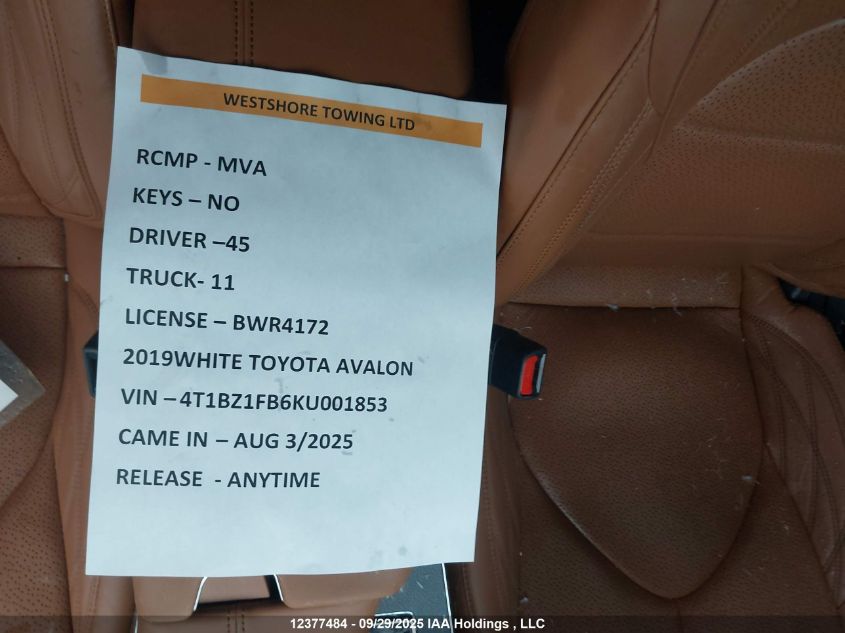 WESTSHORE TOWING LTD
RCMP - MVA
KEYS – NO
DRIVER –45
TRUCK- 11
LICENSE – BWR4172
2019WHITE TOYOTA AVALON
VIN – 4T1BZ1FB6KU001853
CAME IN – AUG 3/2025
RELEASE - ANYTIME
12377484 - 09/29/2025 IAA Holdings , LLC